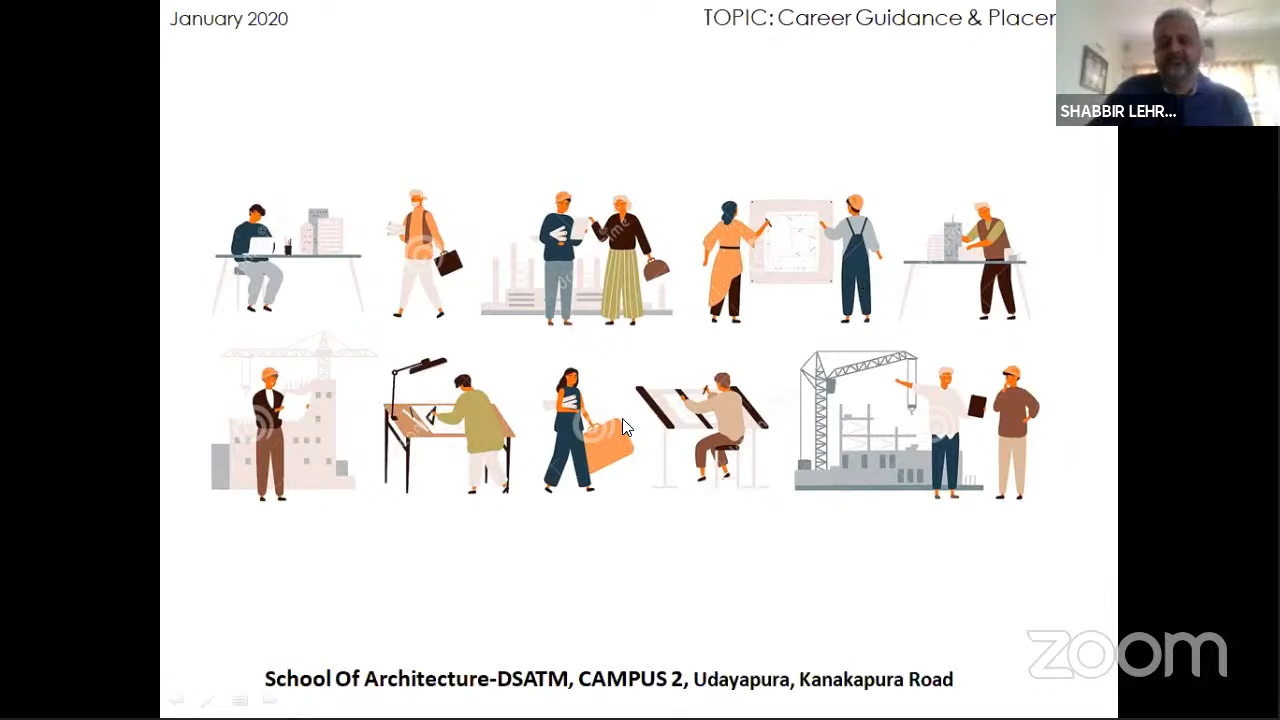 January 2020
TOPIC: Career Guidance & Placer
SHABBIR LEHR...
School Of Architecture-DSATM, CAMPUS 2, Udayapura, Kanakapura Road
zoom